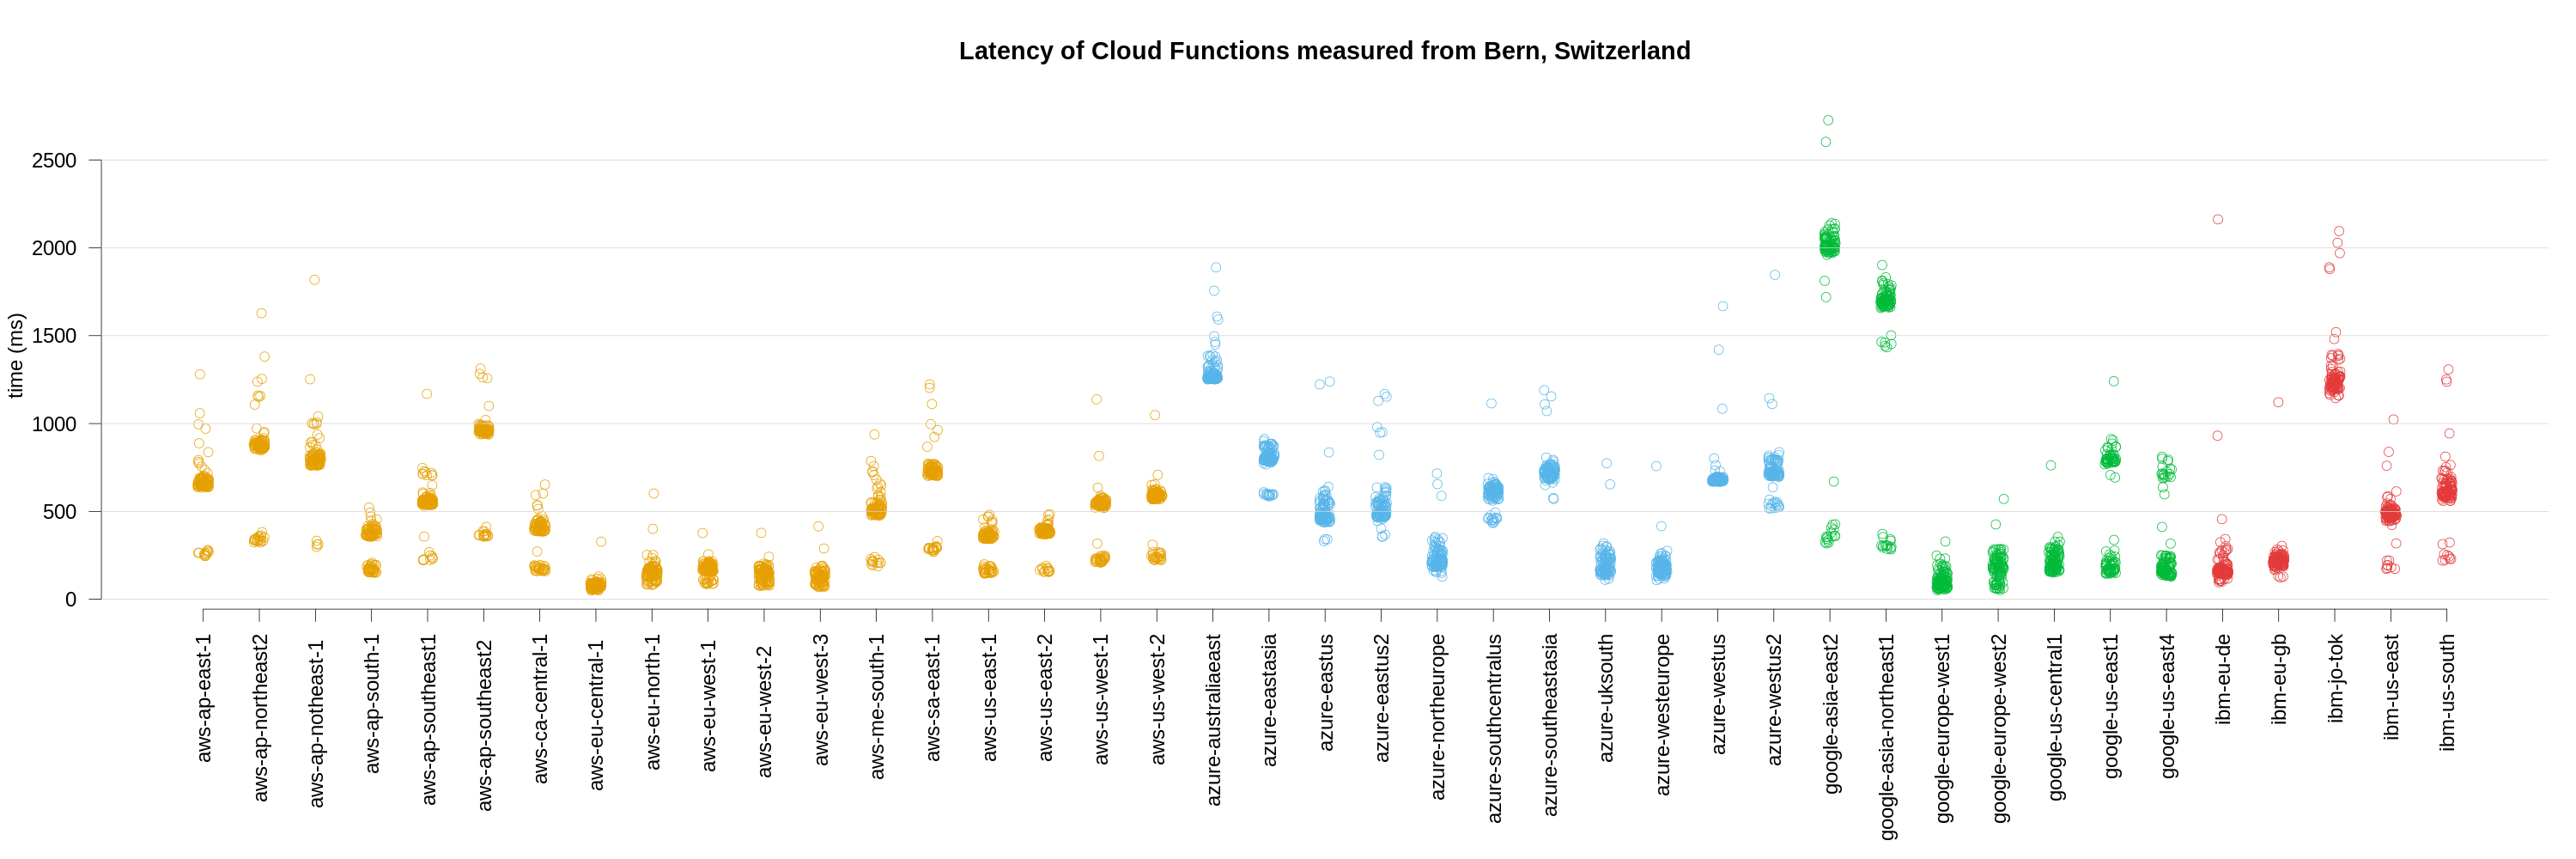 Latency of Cloud Functions measured from Bern, Switzerland
time (ms)
2500
2000
1500
1000
500
0
aws-ap-east-1
aws-ap-northeast2
aws-ap-notheast-1
aws-ap-south-1
aws-ap-southeast1
aws-ap-southeast2
aws-ca-central-1
aws-eu-central-1
aws-eu-north-1
aws-eu-west-1
aws-eu-west-2
aws-eu-west-3
aws-me-south-1
aws-sa-east-1
aws-us-east-1
aws-us-east-2
aws-us-west-1
aws-us-west-2
azure-australiaeast
azure-eastasia
azure-eastus
azure-eastus2
azure-northeurope
azure-southcentralus
azure-southeastasia
azure-uksouth
azure-westeurope
azure-westus
azure-westus2
google-asia-east2
google-asia-northeast1
google-europe-west1
google-europe-west2
google-us-central1
google-us-east1
google-us-east4
ibm-eu-de
ibm-eu-gb
ibm-jo-tok
ibm-us-east
ibm-us-south